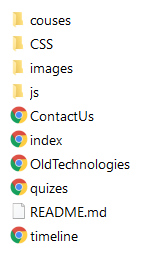 couses
CSS
images
js
ContactUs
index
OldTechnologies
quizes
README.md
timeline